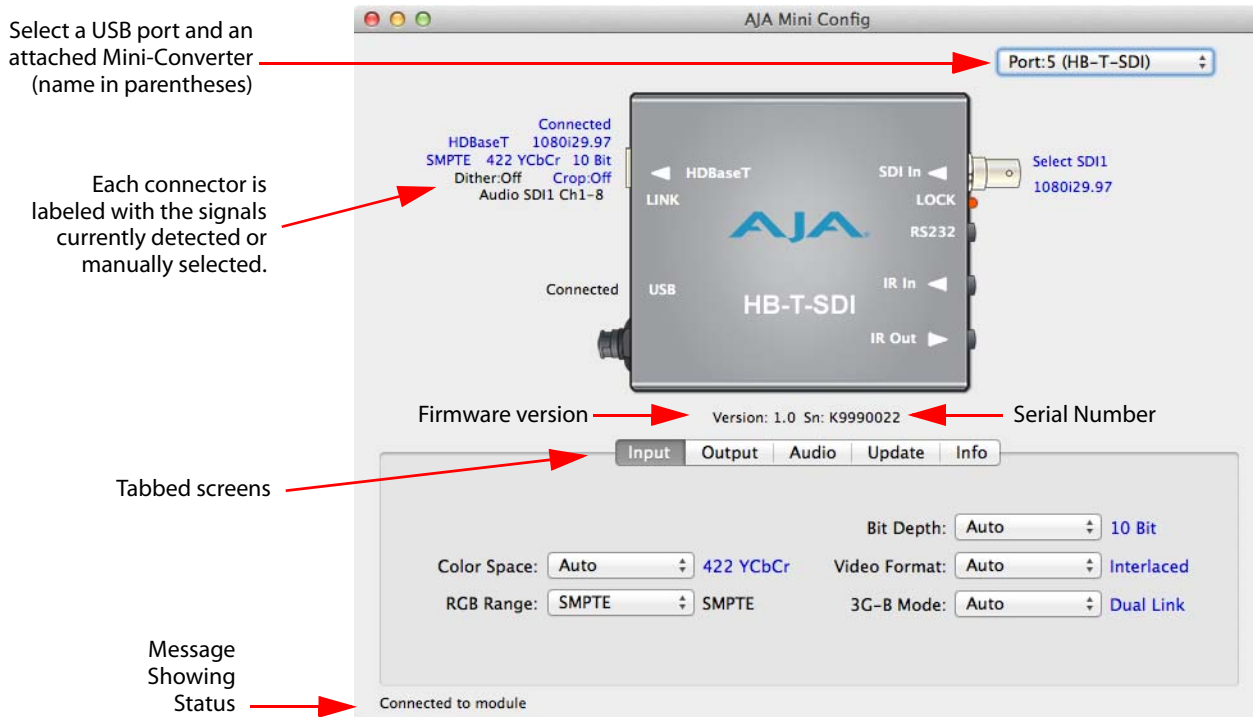 AJA Mini Config
Select a USB port and an
attached Mini-Converter
(name in parentheses)
Port:5 (HB-T-SDI)
Connected
HDBaseT 1080i29.97
SMPTE 422 YCbCr 10 Bit
Dither:Off Crop:Off
Audio SDI1 Ch1-8
Each connector is
labeled with the signals
currently detected or
manually selected.
HDBaseT
LINK
SDI In
LOCK
RS232
AJA.
Select SDI1
1080i29.97
Connected
USB
HB-T-SDI
IR In
IR Out
Firmware version
Version: 1.0 Sn: K9990022
Serial Number
Tabbed screens
Input Output Audio Update Info
Bit Depth: Auto 10 Bit
Color Space: Auto 422 YCbCr
Video Format: Auto Interlaced
RGB Range: SMPTE SMPTE
3G-B Mode: Auto Dual Link
Message
Showing
Status
Connected to module